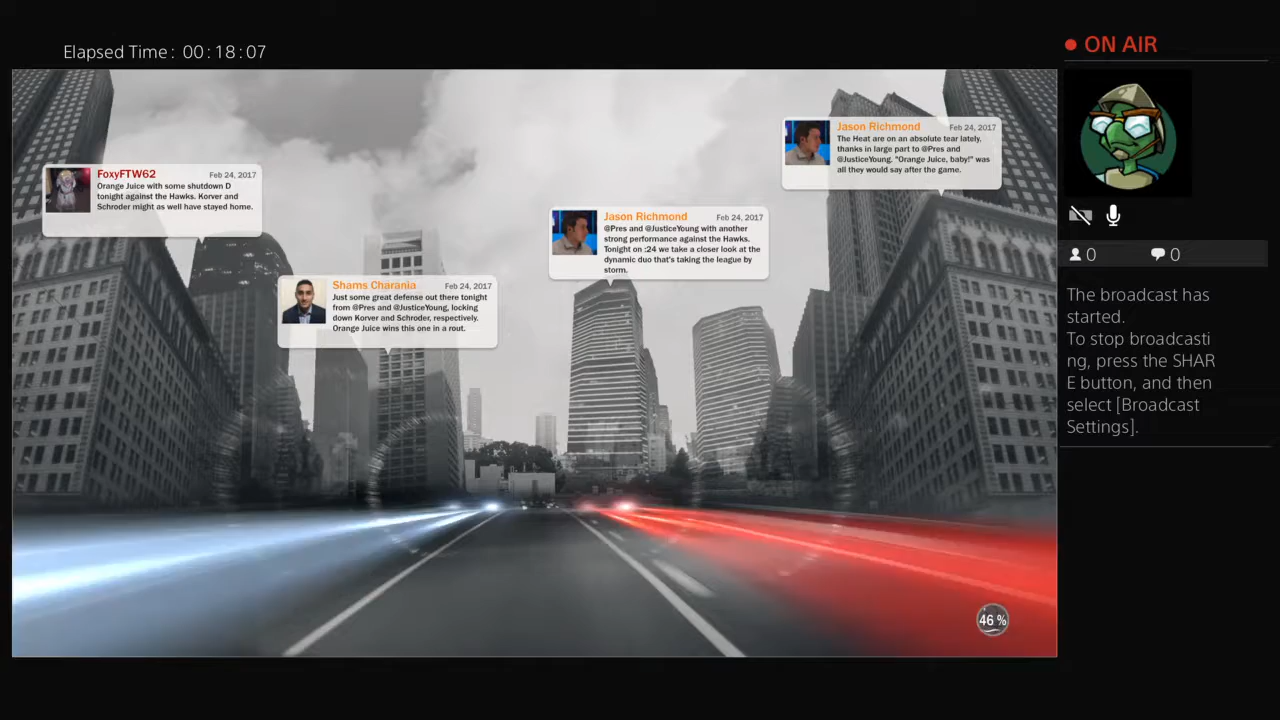 Elapsed Time: 00:18:07
ON AIR
FoxyFTW62 Feb 24, 2017
Orange Juice with some shutdown D
tonight against the Hawks. Korver and
Schroder might as well have stayed home.
Shams Charania Feb 24, 2017
Just some great defense out there tonight
from @Pres and @JusticeYoung, locking
down Korver and Schroder, respectively.
Orange Juice wins this one in a rout.
Jason Richmond Feb 24, 2017
@Pres and @JusticeYoung with another
strong performance against the Hawks.
Tonight on :24 we take a closer look at the
dynamic duo that's taking the league by
storm.
Jason Richmond Feb 24, 2017
The Heat are on an absolute tear lately,
thanks in large part to @Pres and
@JusticeYoung. "Orange Juice, baby!" was
all they would say after the game.
46 %
0 0
The broadcast has
started.
To stop broadcasti
ng, press the SHAR
E button, and then
select [Broadcast
Settings].